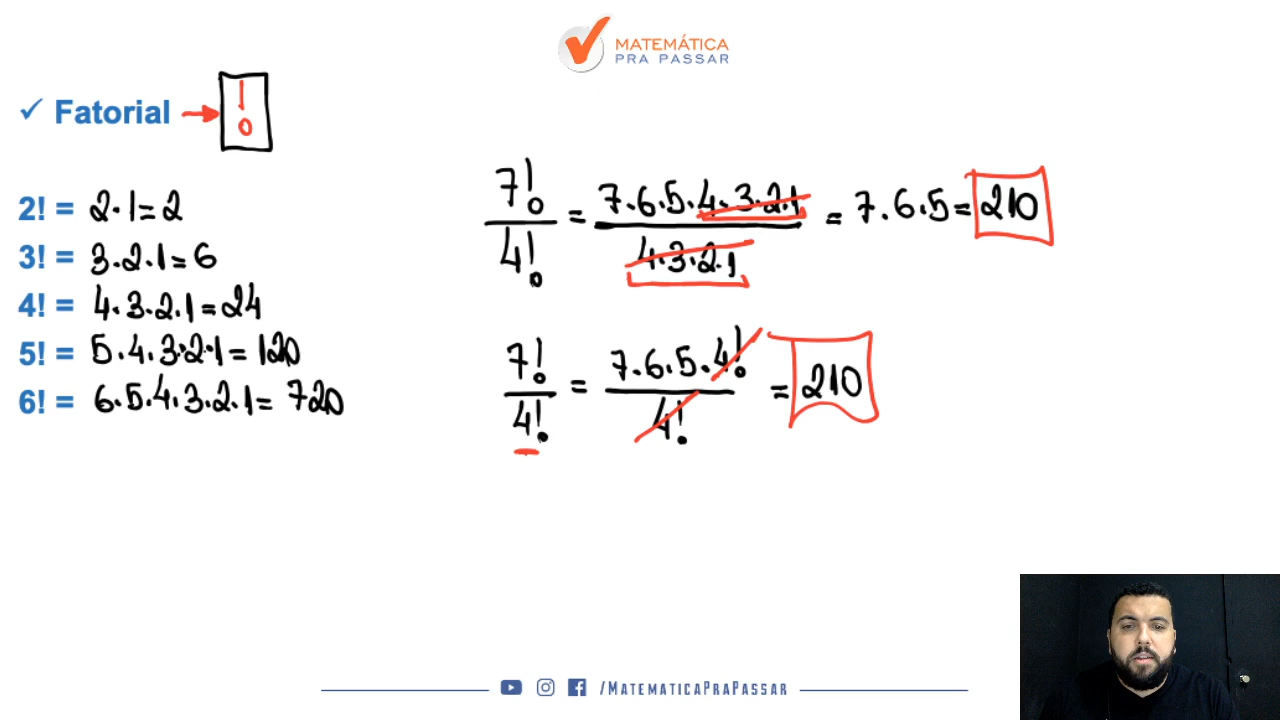 MATEMÁTICA
PRA PASSAR
✓ Fatorial → !
2! = 2·1=2
3! = 3·2·1=6
4! = 4·3·2·1=24
5! = 5·4·3·2·1=120
6! = 6·5·4·3·2·1=720
7!/4! = 7·6·5·4·3·2·1/4·3·2·1 = 7·6·5=210
7!/4! = 7·6·5·4!/4! = 210
/MATEMATICAPRAPASSAR